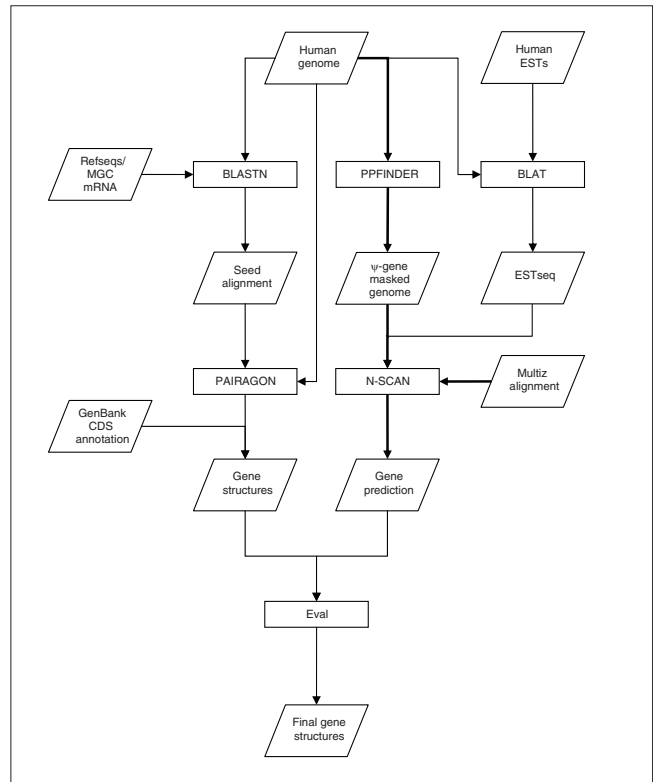 Human
genome
Human
ESTs
Refseqs/
MGC
mRNA
BLASTN
PPFINDER
BLAT
Seed
alignment
ψ-gene
masked
genome
ESTseq
PAIRAGON
N-SCAN
Multiz
alignment
GenBank
CDS
annotation
Gene
structures
Gene
prediction
Eval
Final gene
structures